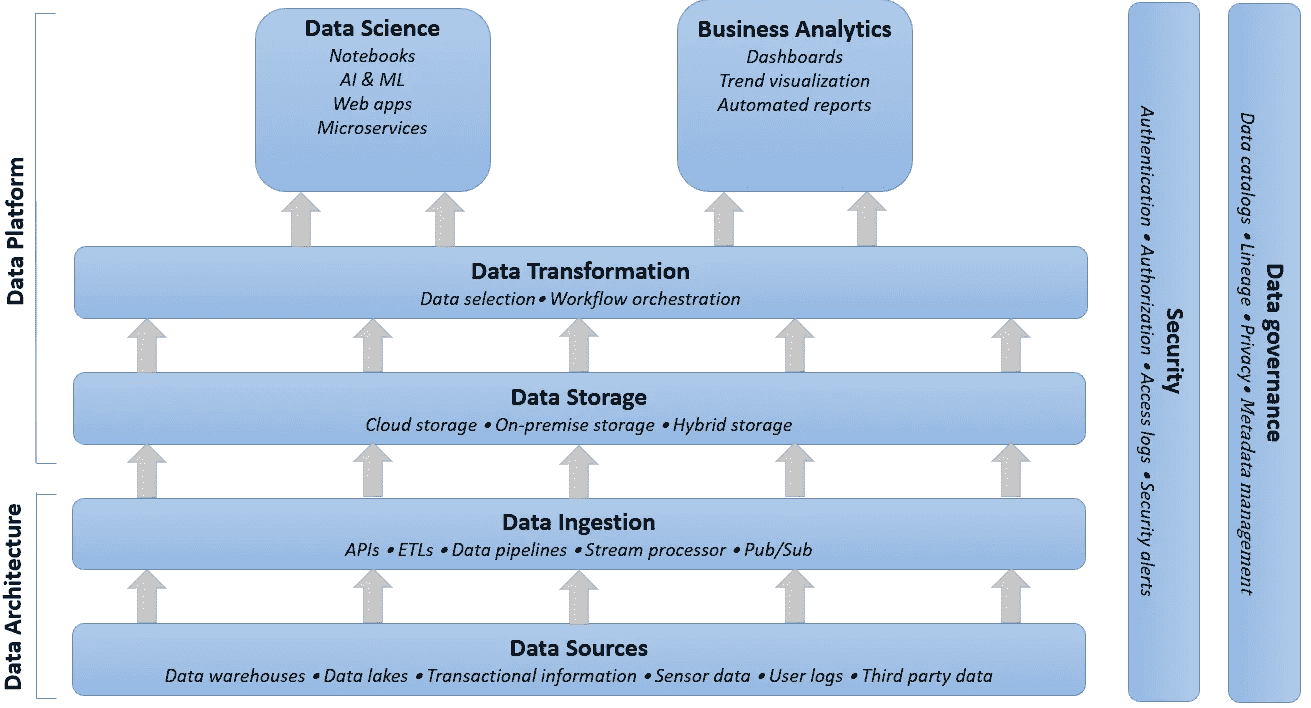 Data Science
Notebooks
AI & ML
Web apps
Microservices
Business Analytics
Dashboards
Trend visualization
Automated reports
Data Platform
Data Transformation
Data selection• Workflow orchestration
Data Storage
Cloud storage •On-premise storage •Hybrid storage
Data Architecture
Data Ingestion
APIs •ETLs •Data pipelines •Stream processor •Pub/Sub
Data Sources
Data warehouses •Data lakes •Transactional information •Sensor data •User logs •Third party data
Security
Authentication •Authorization •Access logs •Security alerts
Data governance
Data catalogs •Lineage •Privacy• Metadata management